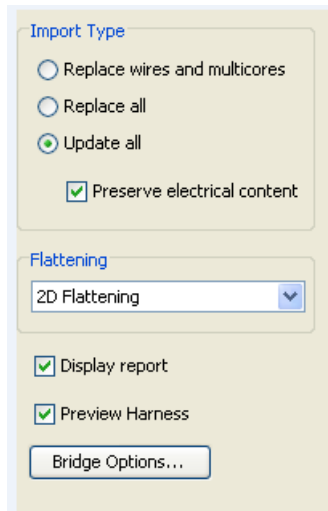 Import Type
Replace wires and multicores
Replace all
Update all
Preserve electrical content
Flattening
2D Flattening
Display report
Preview Harness
Bridge Options...